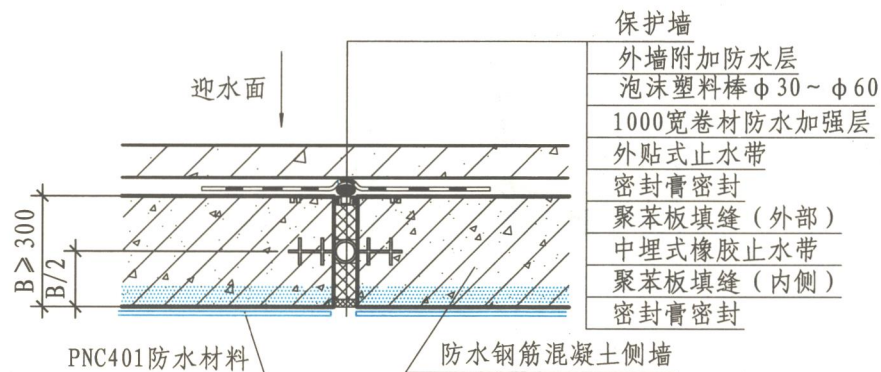 保护墙
外墙附加防水层
泡沫塑料棒ф30~ф60
1000宽卷材防水加强层
外贴式止水带
密封膏密封
聚苯板填缝(外部)
中埋式橡胶止水带
聚苯板填缝(内侧)
密封膏密封
迎水面
B≥300
B/2
PNC401防水材料
防水钢筋混凝土侧墙